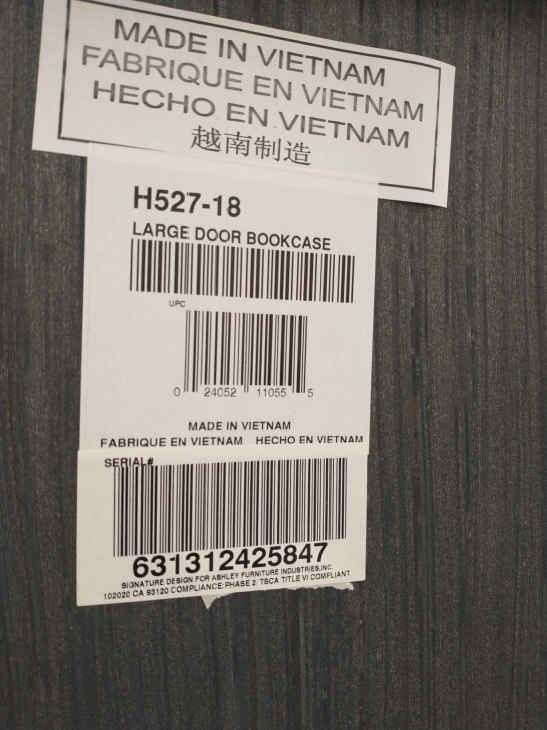 MADE IN VIETNAM
FABRIQUE EN VIETNAM
HECHO EN VIETNAM
越南制造
H527-18
LARGE DOOR BOOKCASE
UPC
0 24052 11055 5
MADE IN VIETNAM
FABRIQUE EN VIETNAM HECHO EN VIETNAM
SERIAL#
631312425847
SIGNATURE DESIGN FOR ASHLEY FURNITURE INDUSTRIES,INC.
102020 CA 93120 COMPLIANCE:PHASE 2 TSCA TITLE VI COMPLIANT